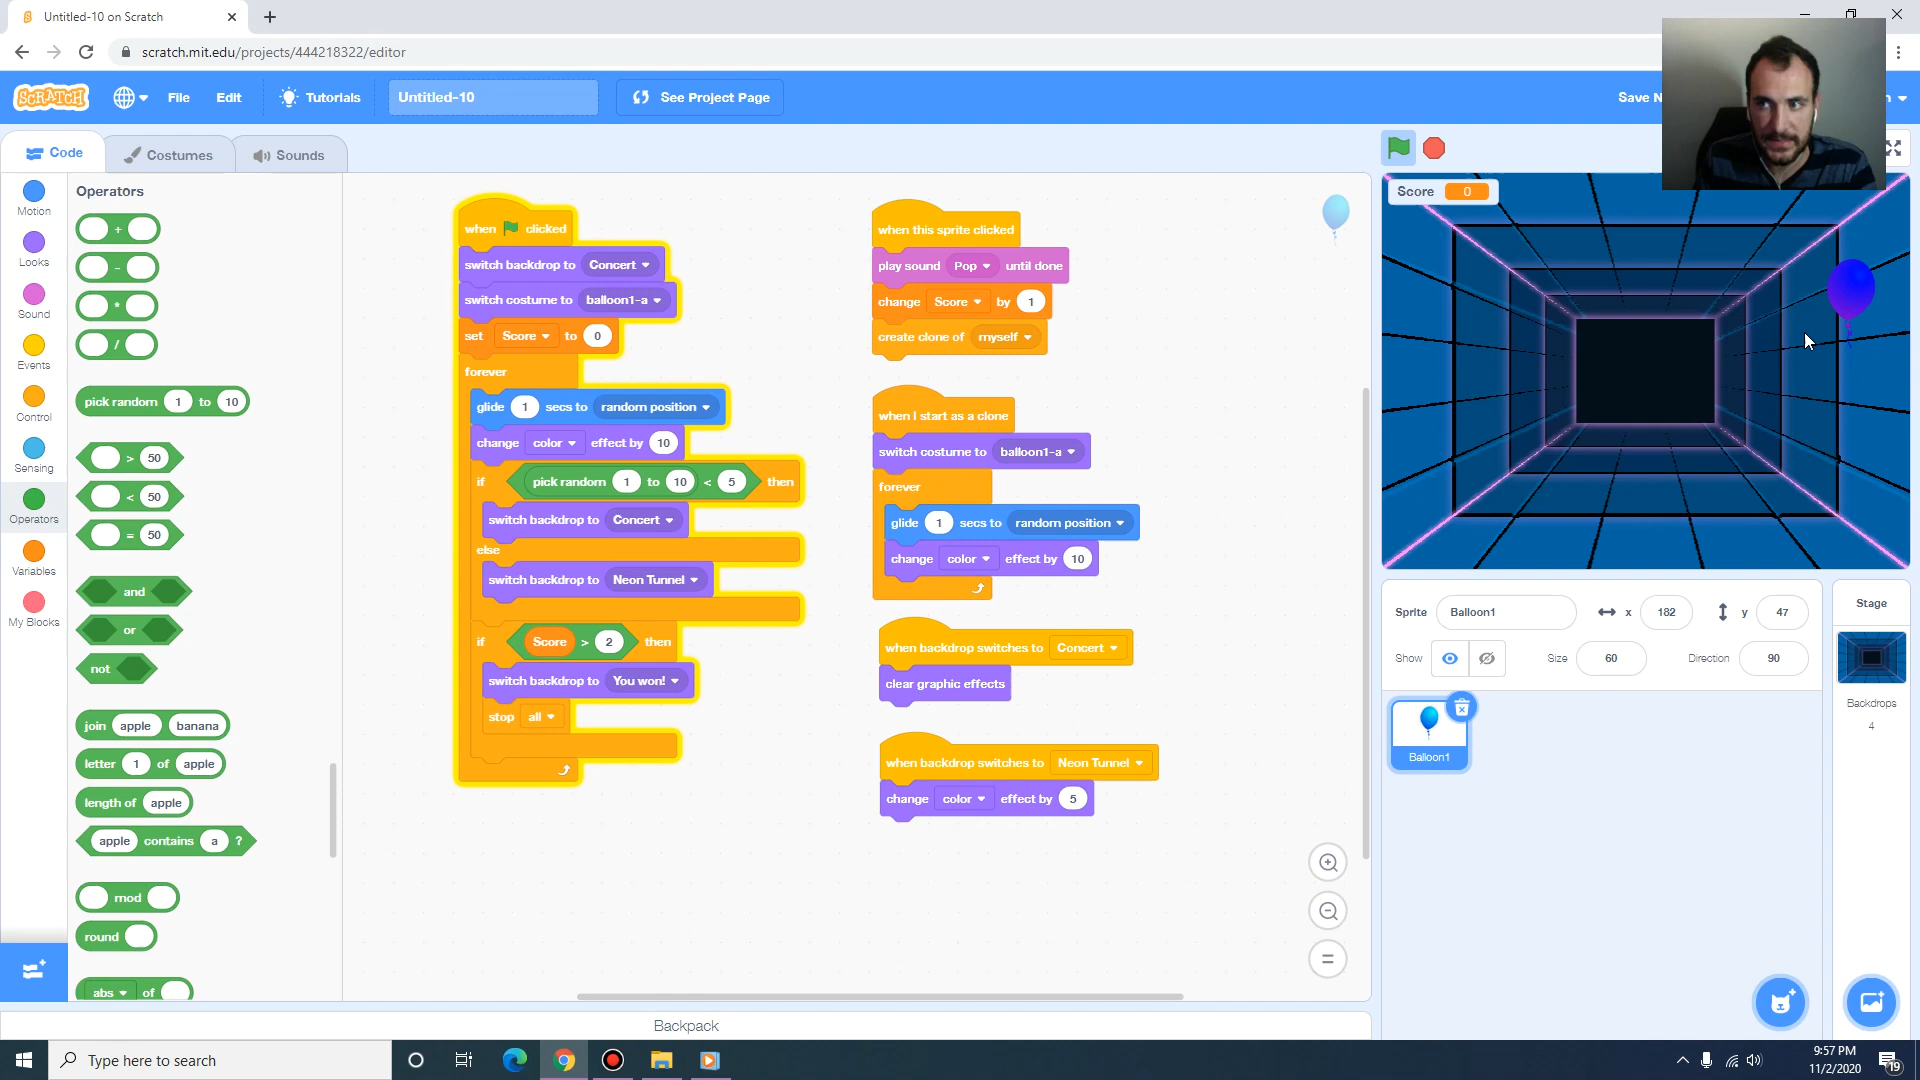 Untitled-10 on Scratch
scratch.mit.edu/projects/444218322/editor
SCRATCH
File
Edit
Tutorials
Untitled-10
See Project Page
Save N
Code
Costumes
Sounds
Motion
Looks
Sound
Events
Control
Sensing
Operators
Variables
My Blocks
Operators
+
-
*
/
pick random 1 to 10
> 50
< 50
= 50
and
or
not
join apple banana
letter 1 of apple
length of apple
apple contains a ?
mod
round
abs of
when clicked
switch backdrop to Concert
switch costume to balloon1-a
set Score to 0
forever
glide 1 secs to random position
change color effect by 10
if pick random 1 to 10 < 5 then
switch backdrop to Concert
else
switch backdrop to Neon Tunnel
if Score > 2 then
switch backdrop to You won!
stop all
when this sprite clicked
play sound Pop until done
change Score by 1
create clone of myself
when I start as a clone
switch costume to balloon1-a
forever
glide 1 secs to random position
change color effect by 10
when backdrop switches to Concert
clear graphic effects
when backdrop switches to Neon Tunnel
change color effect by 5
Score 0
Sprite Balloon1 x 182 y 47
Show Size 60 Direction 90
Balloon1
Stage
Backdrops
4
Backpack
Type here to search
9:57 PM
11/2/2020
19